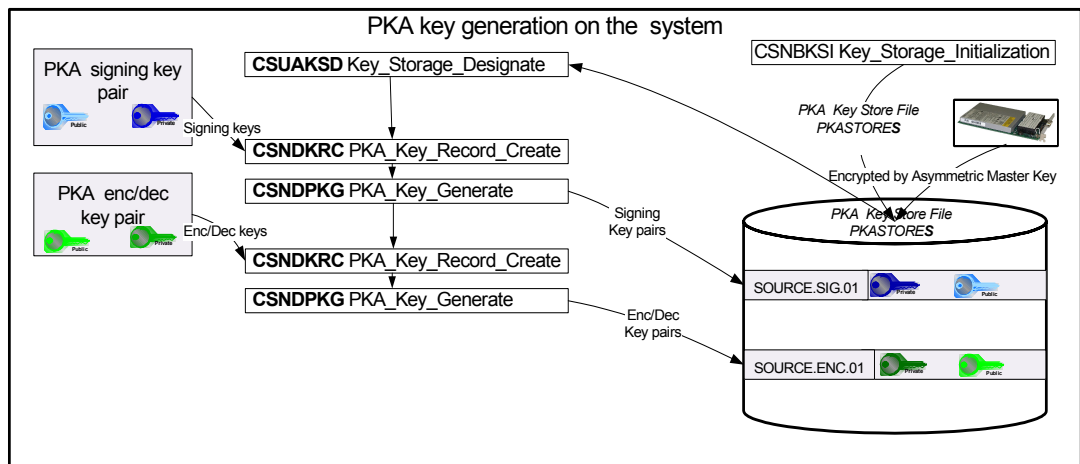 PKA key generation on the system
PKA signing key
pair
Public
Private
Signing keys
CSUAKSD Key_Storage_Designate
CSNBKSI Key_Storage_Initialization
PKA Key Store File
PKASTORES
Encrypted by Asymmetric Master Key
CSNDKRC PKA_Key_Record_Create
CSNDPKG PKA_Key_Generate
PKA enc/dec
key pair
Public
Private
Enc/Dec keys
CSNDKRC PKA_Key_Record_Create
CSNDPKG PKA_Key_Generate
Signing
Key pairs
Enc/Dec
Key pairs
PKA Key Store File
PKASTORES
SOURCE.SIG.01
Private
Public
SOURCE.ENC.01
Private
Public